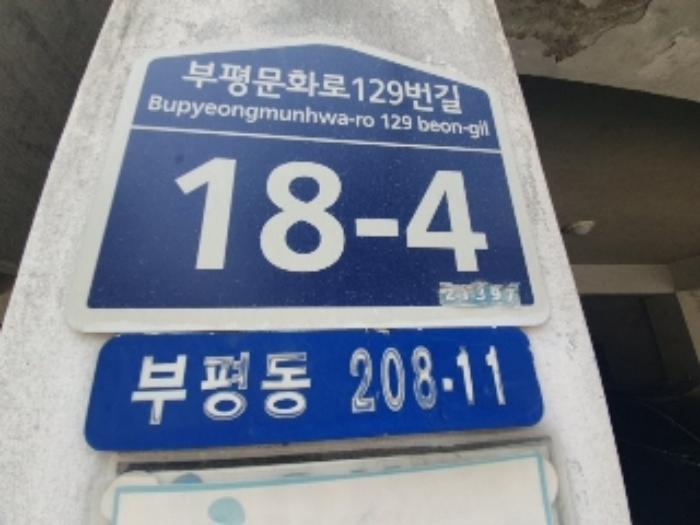 부평문화로129번길
Bupyeongmunhwa-ro 129 beon-gil
18-4
21397
부평동 208-11